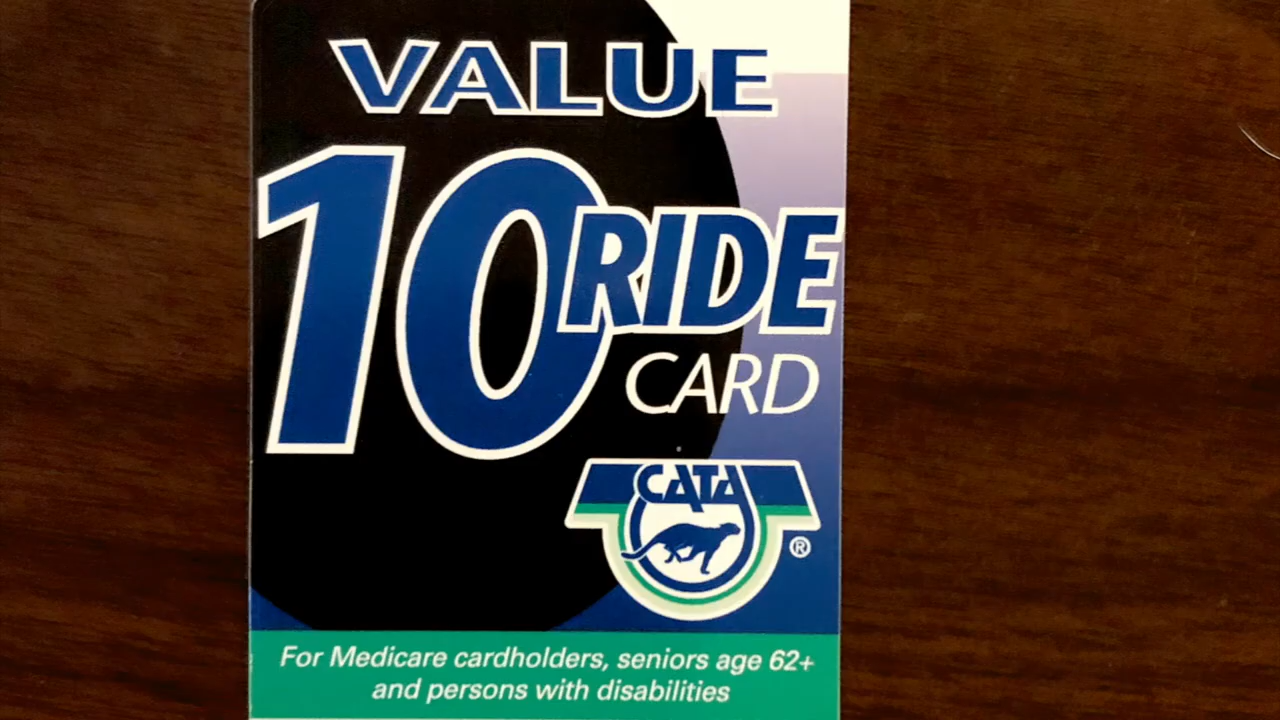 VALUE
10 RIDE
CARD
CATA
®
For Medicare cardholders, seniors age 62+
and persons with disabilities